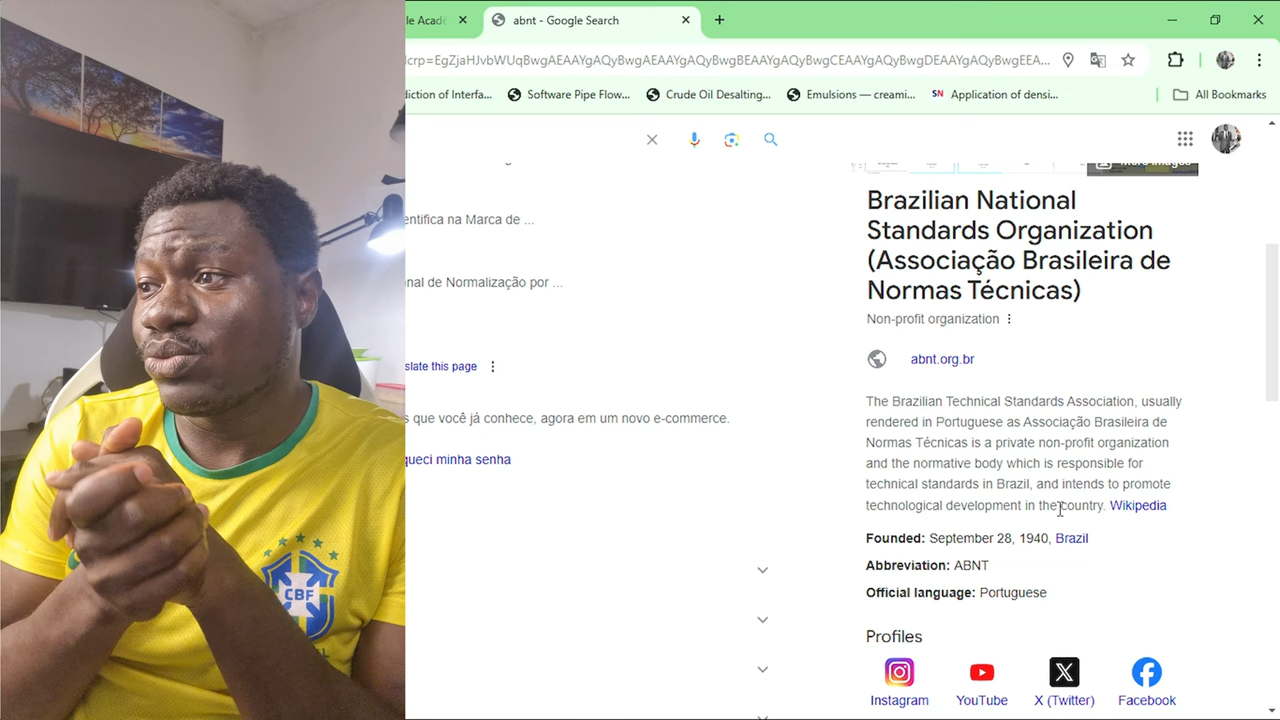 le Acad
abnt - Google Search
lcrp=EgZjaHJvbWUqBwgAEAAYgAQyBwgAEAAYgAQyBwgBEAAYgAQyBwgCEAAYgAQyBwgDEAAYgAQyBwgEEA...
diction of Interfa...
Software Pipe Flow...
Crude Oil Desalting...
Emulsions — creami...
SN Application of densi...
All Bookmarks
entifica na Marca de ...
onal de Normalização por ...
slate this page
s que você já conhece, agora em um novo e-commerce.
queci minha senha
Brazilian National
Standards Organization
(Associação Brasileira de
Normas Técnicas)
Non-profit organization
abnt.org.br
The Brazilian Technical Standards Association, usually
rendered in Portuguese as Associação Brasileira de
Normas Técnicas is a private non-profit organization
and the normative body which is responsible for
technical standards in Brazil, and intends to promote
technological development in the country. Wikipedia
Founded: September 28, 1940, Brazil
Abbreviation: ABNT
Official language: Portuguese
Profiles
Instagram
YouTube
X (Twitter)
Facebook
CBF